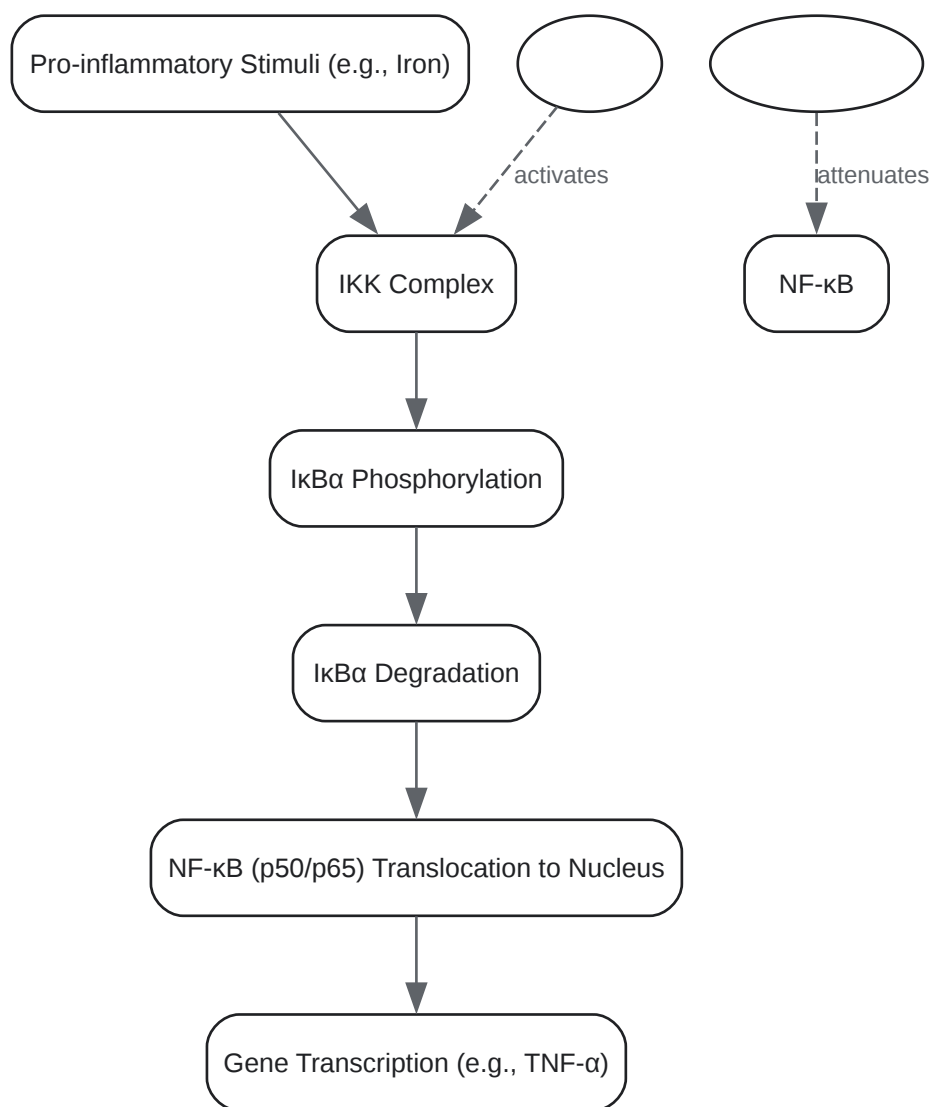 Pro-inflammatory Stimuli (e.g., Iron)
activates
attenuates
IKK Complex
NF-κB
IκBα Phosphorylation
IκBα Degradation
NF-κB (p50/p65) Translocation to Nucleus
Gene Transcription (e.g., TNF-α)